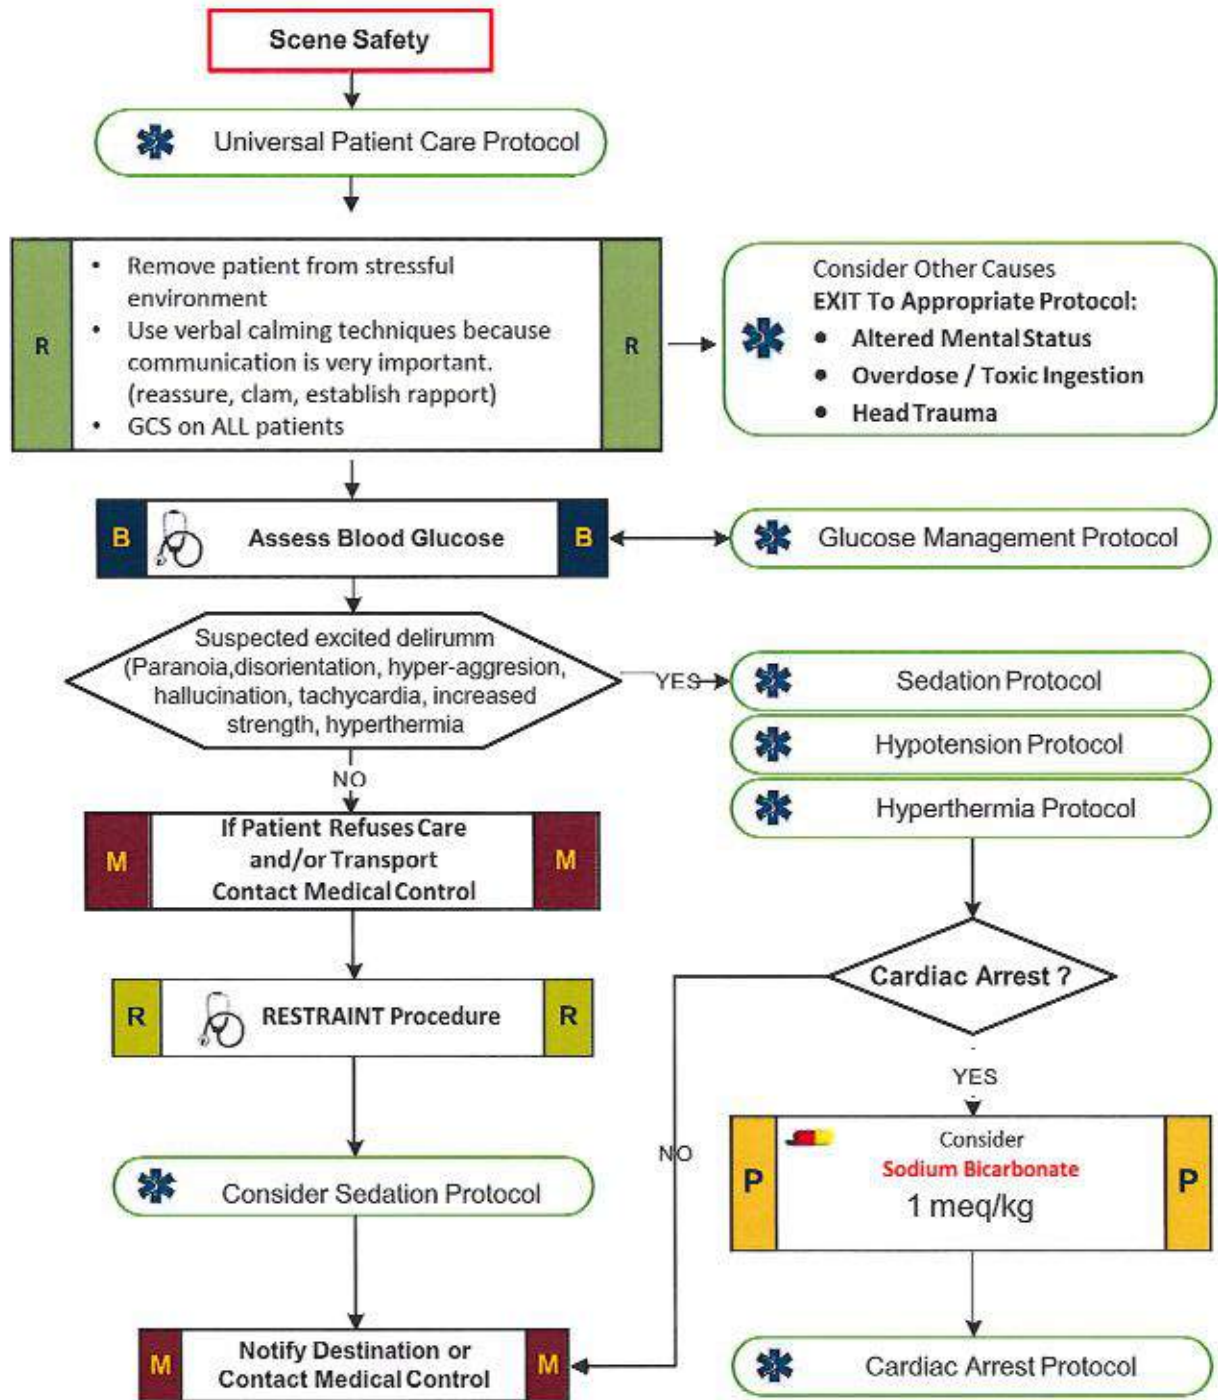 Scene Safety
Universal Patient Care Protocol
R
• Remove patient from stressful
environment
• Use verbal calming techniques because
communication is very important.
(reassure, clam, establish rapport)
• GCS on ALL patients
R
Consider Other Causes
EXIT To Appropriate Protocol:
• Altered Mental Status
• Overdose / Toxic Ingestion
• Head Trauma
B
Assess Blood Glucose
B
Glucose Management Protocol
Suspected excited delirumm
(Paranoia,disorientation, hyper-aggresion,
hallucination, tachycardia, increased
strength, hyperthermia
YES
Sedation Protocol
Hypotension Protocol
Hyperthermia Protocol
NO
M
If Patient Refuses Care
and/or Transport
Contact Medical Control
M
Cardiac Arrest ?
R
RESTRAINT Procedure
R
YES
NO
P
Consider
Sodium Bicarbonate
1 meq/kg
P
Consider Sedation Protocol
M
Notify Destination or
Contact Medical Control
M
Cardiac Arrest Protocol